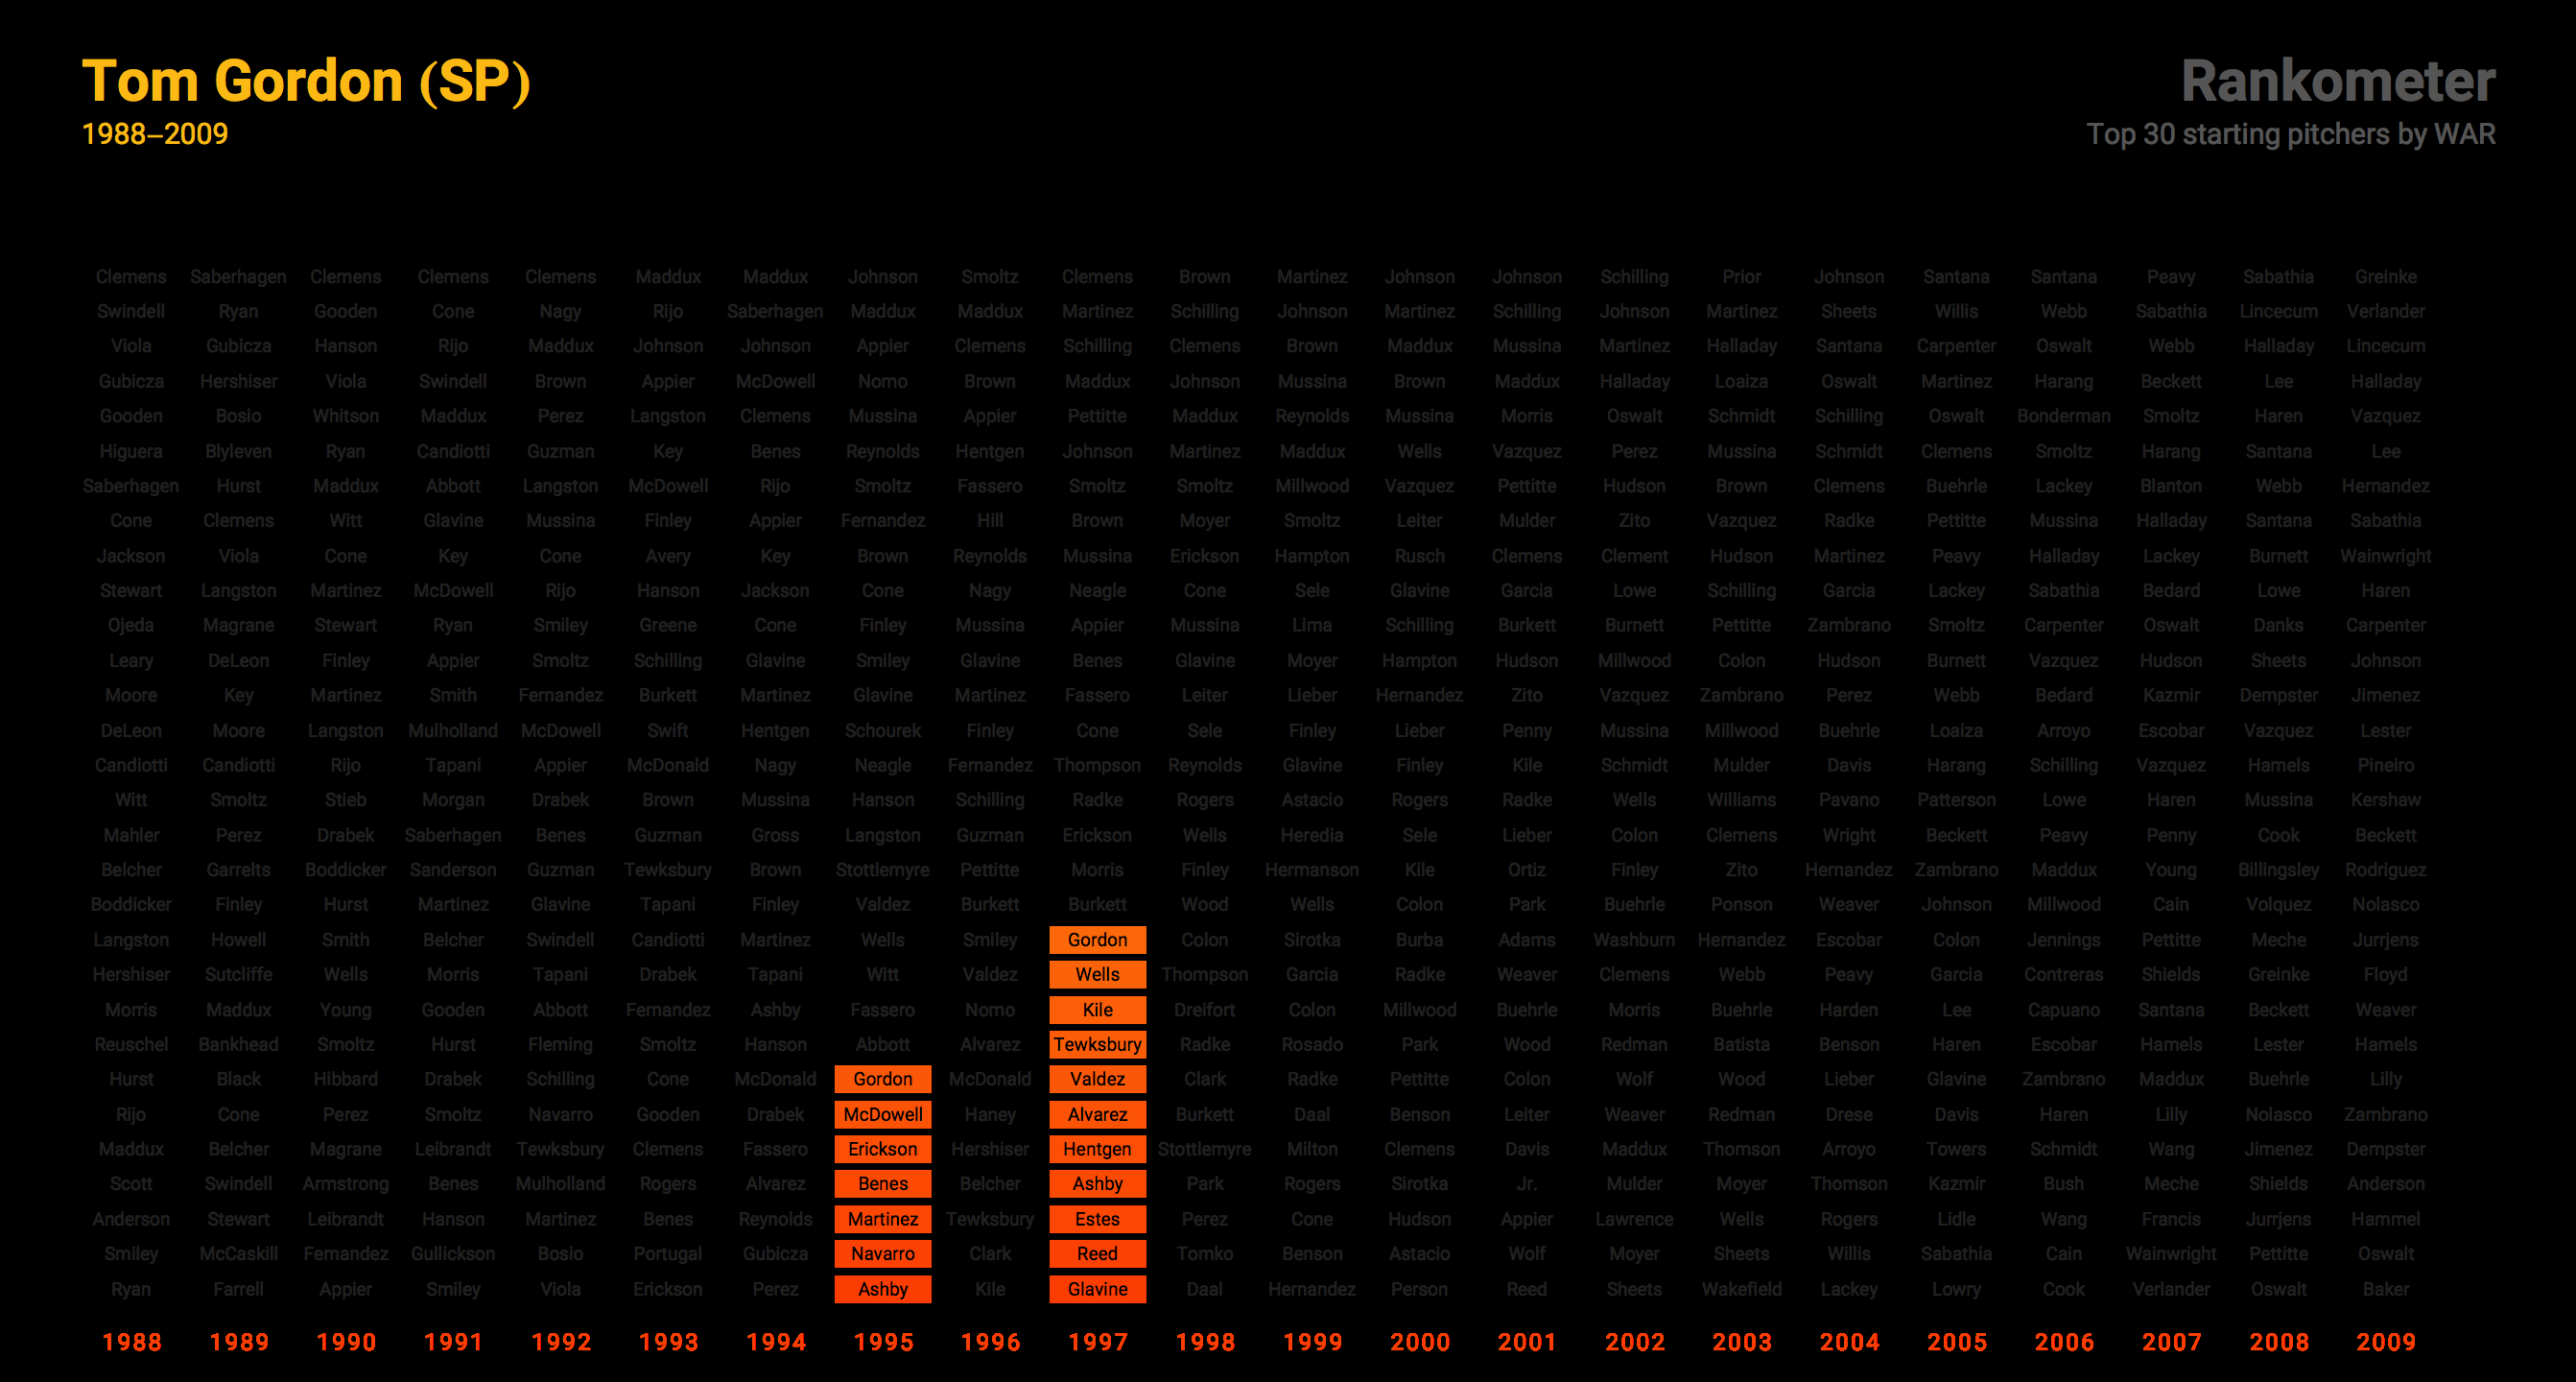 Tom Gordon (SP)
1988–2009
Rankometer
Top 30 starting pitchers by WAR
Clemens Saberhagen Clemens Clemens Clemens Maddux Maddux Johnson Smoltz Clemens Brown Martinez Johnson Johnson Schilling Prior Johnson Santana Santana Peavy Sabathia Greinke
Swindell Ryan Gooden Cone Nagy Rijo Saberhagen Maddux Maddux Martinez Schilling Johnson Martinez Schilling Johnson Martinez Sheets Willis Webb Sabathia Lincecum Verlander
Viola Gubicza Hanson Rijo Maddux Johnson Johnson Appier Clemens Schilling Clemens Brown Maddux Mussina Martinez Halladay Santana Carpenter Oswalt Webb Halladay Lincecum
Gubicza Hershiser Viola Swindell Brown Appier McDowell Nomo Brown Maddux Johnson Mussina Brown Maddux Halladay Loaiza Oswalt Martinez Harang Beckett Lee Halladay
Gooden Bosio Whitson Maddux Perez Langston Clemens Mussina Appier Pettitte Maddux Reynolds Mussina Morris Oswalt Schmidt Schilling Oswalt Bonderman Smoltz Haren Vazquez
Higuera Blyleven Ryan Candiotti Guzman Key Benes Reynolds Hentgen Johnson Martinez Maddux Wells Vazquez Perez Mussina Schmidt Clemens Smoltz Harang Santana Lee
Saberhagen Hurst Maddux Abbott Langston McDowell Rijo Smoltz Fassero Smoltz Smoltz Millwood Vazquez Pettitte Hudson Brown Clemens Buehrle Lackey Blanton Webb Hernandez
Cone Clemens Witt Glavine Mussina Finley Appier Fernandez Hill Brown Moyer Smoltz Leiter Mulder Zito Vazquez Radke Pettitte Mussina Halladay Santana Sabathia
Jackson Viola Cone Key Cone Avery Key Brown Reynolds Mussina Erickson Hampton Rusch Clemens Clement Hudson Martinez Peavy Halladay Lackey Burnett Wainwright
Stewart Langston Martinez McDowell Rijo Hanson Jackson Cone Nagy Neagle Cone Sele Glavine Garcia Lowe Schilling Garcia Lackey Sabathia Bedard Lowe Haren
Ojeda Magrane Stewart Ryan Smiley Greene Cone Finley Mussina Appier Mussina Lima Schilling Burkett Burnett Pettitte Zambrano Smoltz Carpenter Oswalt Danks Carpenter
Leary DeLeon Finley Appier Smoltz Schilling Glavine Smiley Glavine Benes Glavine Moyer Hampton Hudson Millwood Colon Hudson Burnett Vazquez Hudson Sheets Johnson
Moore Key Martinez Smith Fernandez Burkett Martinez Glavine Martinez Fassero Leiter Lieber Hernandez Zito Vazquez Zambrano Perez Webb Bedard Kazmir Dempster Jimenez
DeLeon Moore Langston Mulholland McDowell Swift Hentgen Schourek Finley Cone Sele Finley Lieber Penny Mussina Millwood Buehrle Loaiza Arroyo Escobar Vazquez Lester
Candiotti Candiotti Rijo Tapani Appier McDonald Nagy Neagle Fernandez Thompson Reynolds Glavine Finley Kile Schmidt Mulder Davis Harang Schilling Vazquez Hamels Pineiro
Witt Smoltz Stieb Morgan Drabek Brown Mussina Hanson Schilling Radke Rogers Astacio Rogers Radke Wells Williams Pavano Patterson Lowe Haren Mussina Kershaw
Mahler Perez Drabek Saberhagen Benes Guzman Gross Langston Guzman Erickson Wells Heredia Sele Lieber Colon Clemens Wright Beckett Peavy Penny Cook Beckett
Belcher Garrelts Boddicker Sanderson Guzman Tewksbury Brown Stottlemyre Pettitte Morris Finley Hermanson Kile Ortiz Finley Zito Hernandez Zambrano Maddux Young Billingsley Rodriguez
Boddicker Finley Hurst Martinez Glavine Tapani Finley Valdez Burkett Burkett Wood Wells Colon Park Buehrle Ponson Weaver Johnson Millwood Cain Volquez Nolasco
Langston Howell Smith Belcher Swindell Candiotti Martinez Wells Smiley Gordon Colon Sirotka Burba Adams Washburn Hernandez Escobar Colon Jennings Pettitte Meche Jurrjens
Hershiser Sutcliffe Wells Morris Tapani Drabek Tapani Witt Valdez Wells Thompson Garcia Radke Weaver Clemens Webb Peavy Garcia Contreras Shields Greinke Floyd
Morris Maddux Young Gooden Abbott Fernandez Ashby Fassero Nomo Kile Dreifort Colon Millwood Buehrle Morris Buehrle Harden Lee Capuano Santana Beckett Weaver
Reuschel Bankhead Smoltz Hurst Fleming Smoltz Hanson Abbott Alvarez Tewksbury Radke Rosado Park Wood Redman Batista Benson Haren Escobar Hamels Lester Hamels
Hurst Black Hibbard Drabek Schilling Cone McDonald Gordon McDonald Valdez Clark Radke Pettitte Colon Wolf Wood Lieber Glavine Zambrano Maddux Buehrle Lilly
Rijo Cone Perez Smoltz Navarro Gooden Drabek McDowell Haney Alvarez Burkett Daal Benson Leiter Weaver Redman Drese Davis Haren Lilly Nolasco Zambrano
Maddux Belcher Magrane Leibrandt Tewksbury Clemens Fassero Erickson Hershiser Hentgen Stottlemyre Milton Clemens Davis Maddux Thomson Arroyo Towers Schmidt Wang Jimenez Dempster
Scott Swindell Armstrong Benes Mulholland Rogers Alvarez Benes Belcher Ashby Park Rogers Sirotka Jr. Mulder Moyer Thomson Kazmir Bush Meche Shields Anderson
Anderson Stewart Leibrandt Hanson Martinez Benes Reynolds Martinez Tewksbury Estes Perez Cone Hudson Appier Lawrence Wells Rogers Lidle Wang Francis Jurrjens Hammel
Smiley McCaskill Fernandez Gullickson Bosio Portugal Gubicza Navarro Clark Reed Tomko Benson Astacio Wolf Moyer Sheets Willis Sabathia Cain Wainwright Pettitte Oswalt
Ryan Farrell Appier Smiley Viola Erickson Perez Ashby Kile Glavine Daal Hernandez Person Reed Sheets Wakefield Lackey Lowry Cook Verlander Oswalt Baker
1988 1989 1990 1991 1992 1993 1994 1995 1996 1997 1998 1999 2000 2001 2002 2003 2004 2005 2006 2007 2008 2009